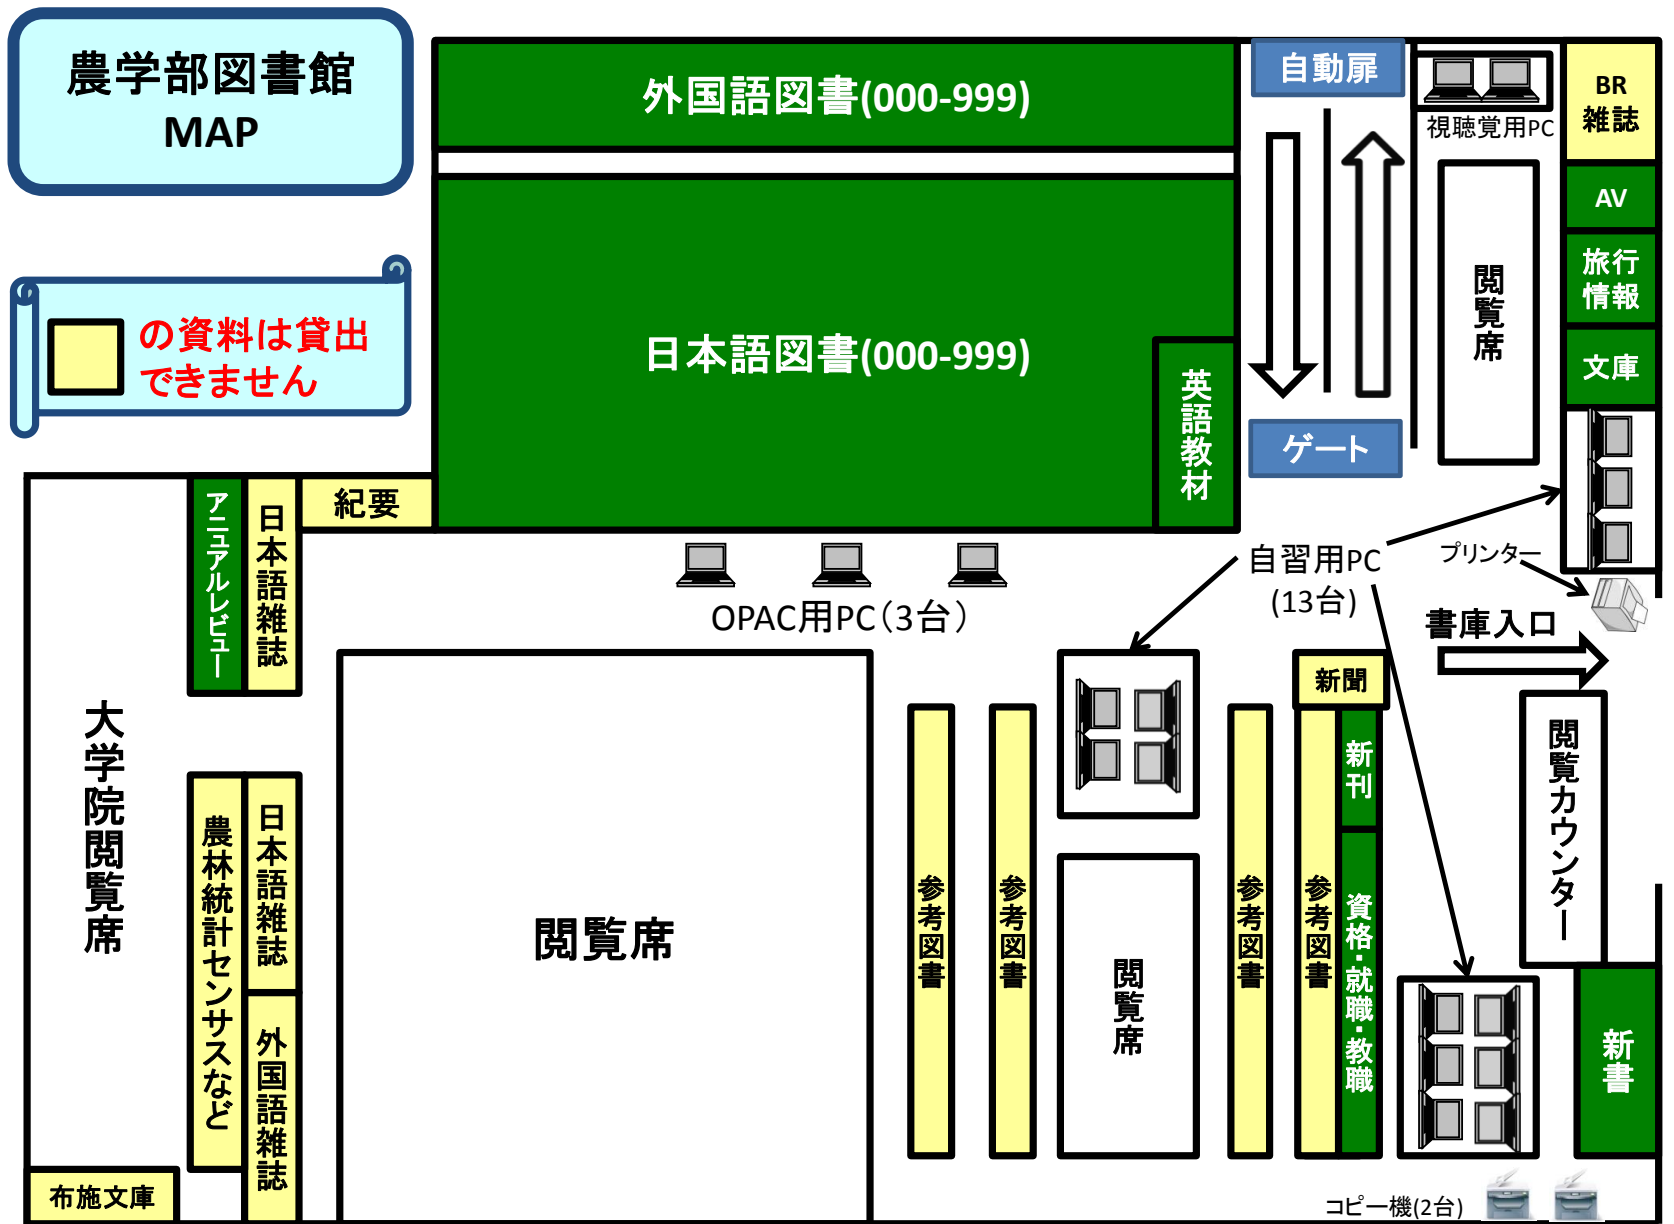 農学部図書館
MAP
の資料は貸出
できません
外国語図書(000-999)
日本語図書(000-999)
英語教材
自動扉
ゲート
視聴覚用PC
閲覧席
BR
雑誌
AV
旅行
情報
文庫
自習用PC
(13台)
プリンター
書庫入口
OPAC用PC(3台)
紀要
アニュアルレビュー
日本語雑誌
大学院閲覧席
農林統計センサスなど
日本語雑誌
外国語雑誌
布施文庫
閲覧席
参考図書
参考図書
閲覧席
参考図書
参考図書
新聞
新刊
資格・就職・教職
閲覧カウンター
新書
コピー機(2台)